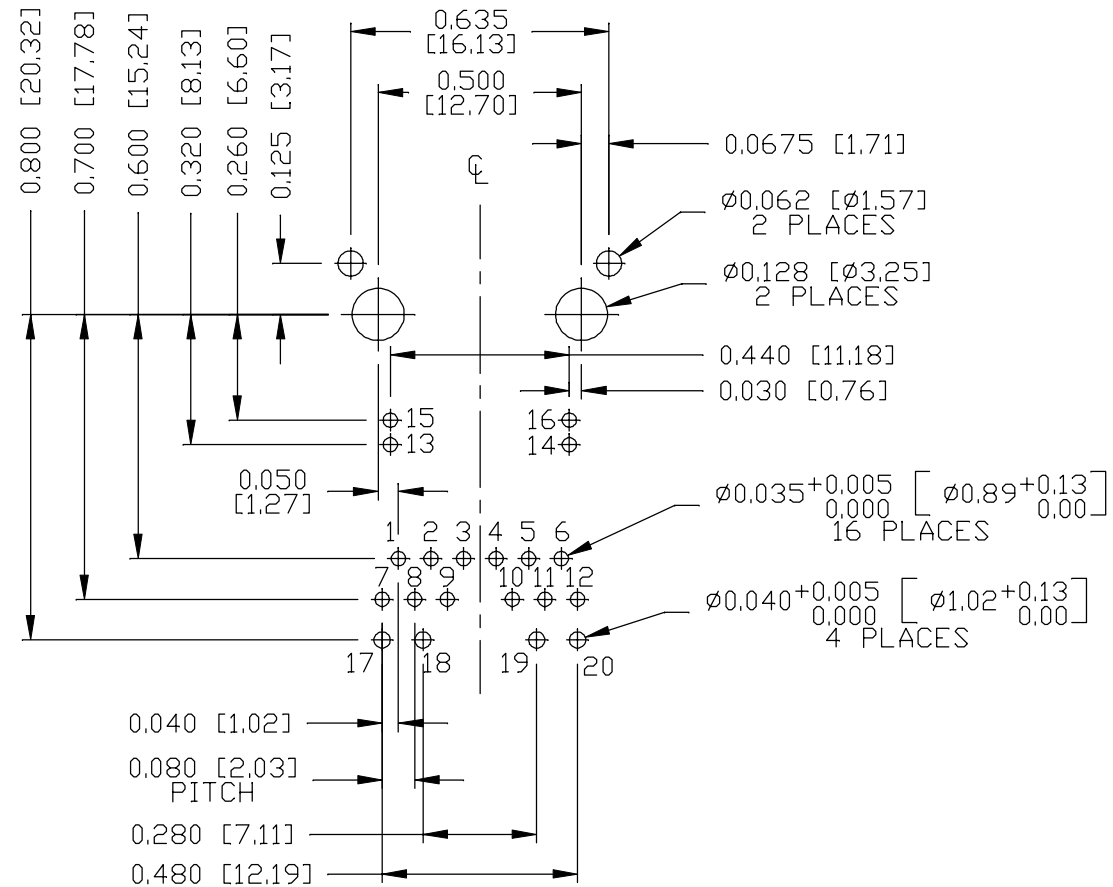 0.800 [20.32]
0.700 [17.78]
0.600 [15.24]
0.320 [8.13]
0.260 [6.60]
0.125 [3.17]
0.635
[16.13]
0.500
[12.70]
℄
0.0675 [1.71]
ø0.062 [ø1.57]
2 PLACES
ø0.128 [ø3.25]
2 PLACES
0.440 [11.18]
0.030 [0.76]
15
16
13
14
0.050
[1.27]
ø0.035 +0.005 0.000 [ø0.89 +0.13 0.00]
16 PLACES
1 2 3 4 5 6
7 8 9 10 11 12
ø0.040 +0.005 0.000 [ø1.02 +0.13 0.00]
4 PLACES
17 18 19 20
0.040 [1.02]
0.080 [2.03]
PITCH
0.280 [7.11]
0.480 [12.19]